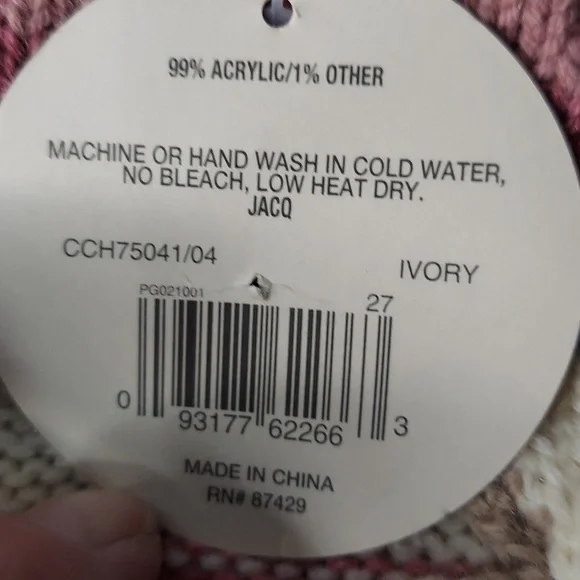 99% ACRYLIC/1% OTHER
MACHINE OR HAND WASH IN COLD WATER,
NO BLEACH, LOW HEAT DRY.
JACQ
CCH75041/04 IVORY
PG021001 27
0 93177 62266 3
MADE IN CHINA
RN# 87429